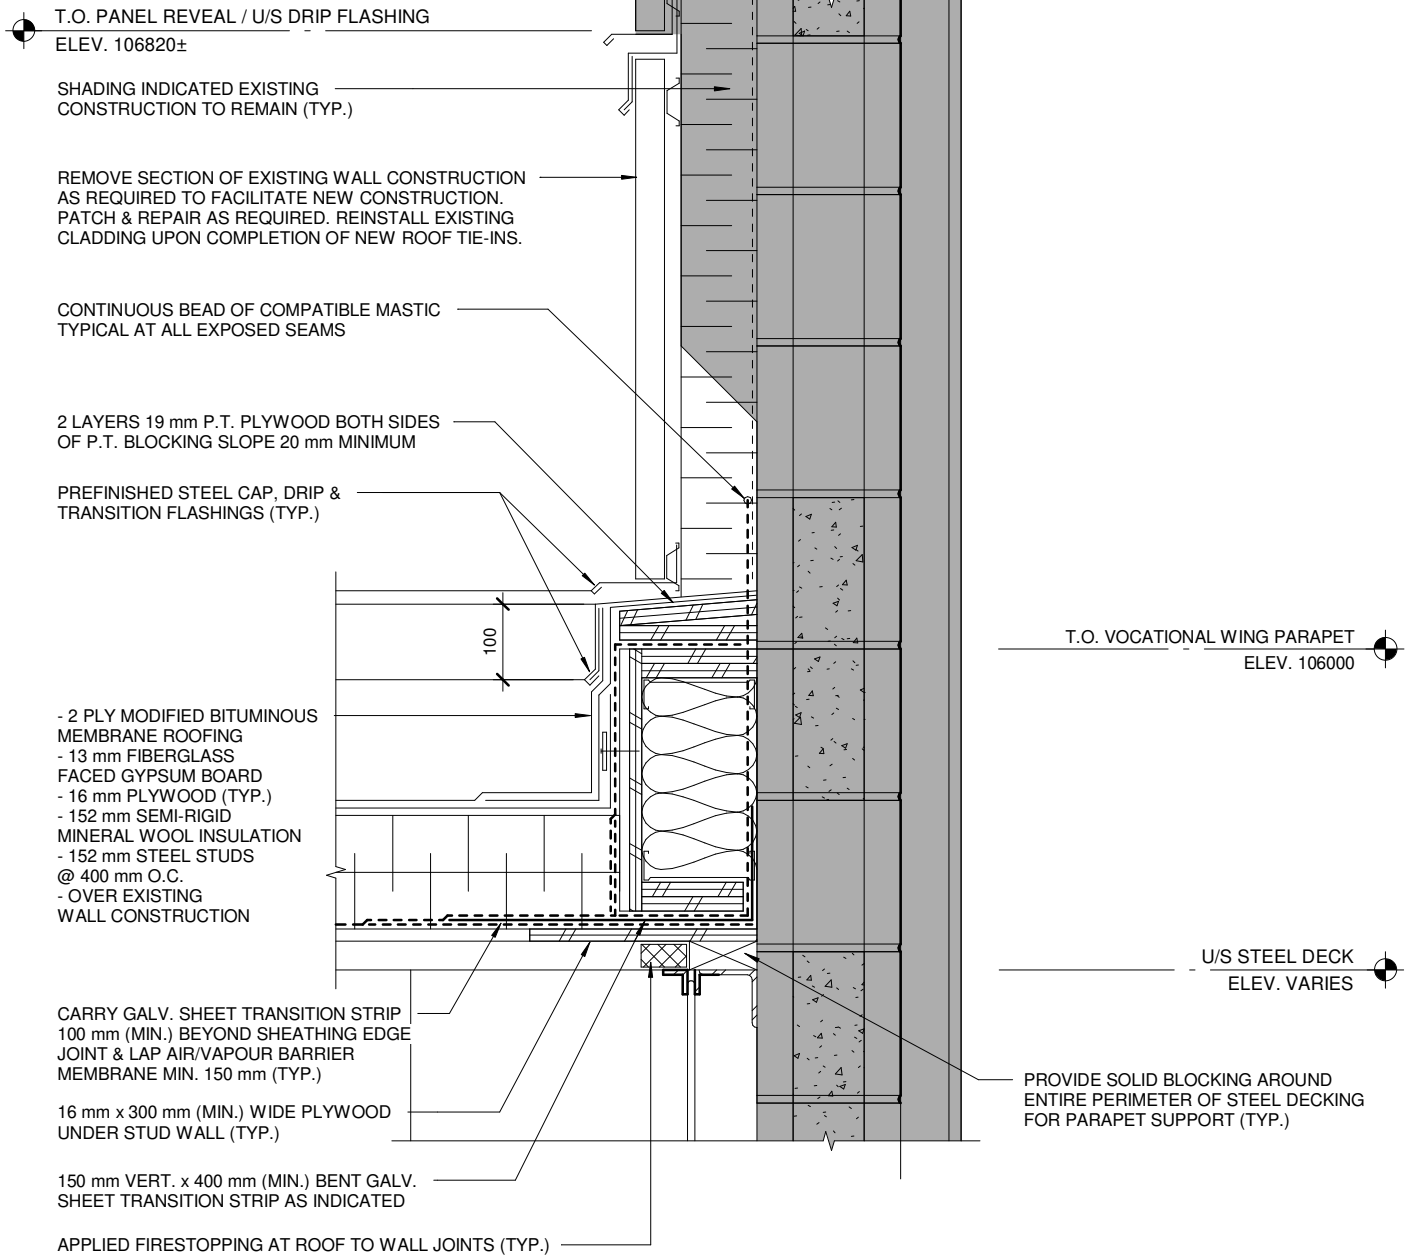 T.O. PANEL REVEAL / U/S DRIP FLASHING
ELEV. 106820±
SHADING INDICATED EXISTING
CONSTRUCTION TO REMAIN (TYP.)
REMOVE SECTION OF EXISTING WALL CONSTRUCTION
AS REQUIRED TO FACILITATE NEW CONSTRUCTION.
PATCH & REPAIR AS REQUIRED. REINSTALL EXISTING
CLADDING UPON COMPLETION OF NEW ROOF TIE-INS.
CONTINUOUS BEAD OF COMPATIBLE MASTIC
TYPICAL AT ALL EXPOSED SEAMS
2 LAYERS 19 mm P.T. PLYWOOD BOTH SIDES
OF P.T. BLOCKING SLOPE 20 mm MINIMUM
PREFINISHED STEEL CAP, DRIP &
TRANSITION FLASHINGS (TYP.)
100
T.O. VOCATIONAL WING PARAPET
ELEV. 106000
- 2 PLY MODIFIED BITUMINOUS
MEMBRANE ROOFING
- 13 mm FIBERGLASS
FACED GYPSUM BOARD
- 16 mm PLYWOOD (TYP.)
- 152 mm SEMI-RIGID
MINERAL WOOL INSULATION
- 152 mm STEEL STUDS
@ 400 mm O.C.
- OVER EXISTING
WALL CONSTRUCTION
U/S STEEL DECK
ELEV. VARIES
CARRY GALV. SHEET TRANSITION STRIP
100 mm (MIN.) BEYOND SHEATHING EDGE
JOINT & LAP AIR/VAPOUR BARRIER
MEMBRANE MIN. 150 mm (TYP.)
PROVIDE SOLID BLOCKING AROUND
ENTIRE PERIMETER OF STEEL DECKING
FOR PARAPET SUPPORT (TYP.)
16 mm x 300 mm (MIN.) WIDE PLYWOOD
UNDER STUD WALL (TYP.)
150 mm VERT. x 400 mm (MIN.) BENT GALV.
SHEET TRANSITION STRIP AS INDICATED
APPLIED FIRESTOPPING AT ROOF TO WALL JOINTS (TYP.)